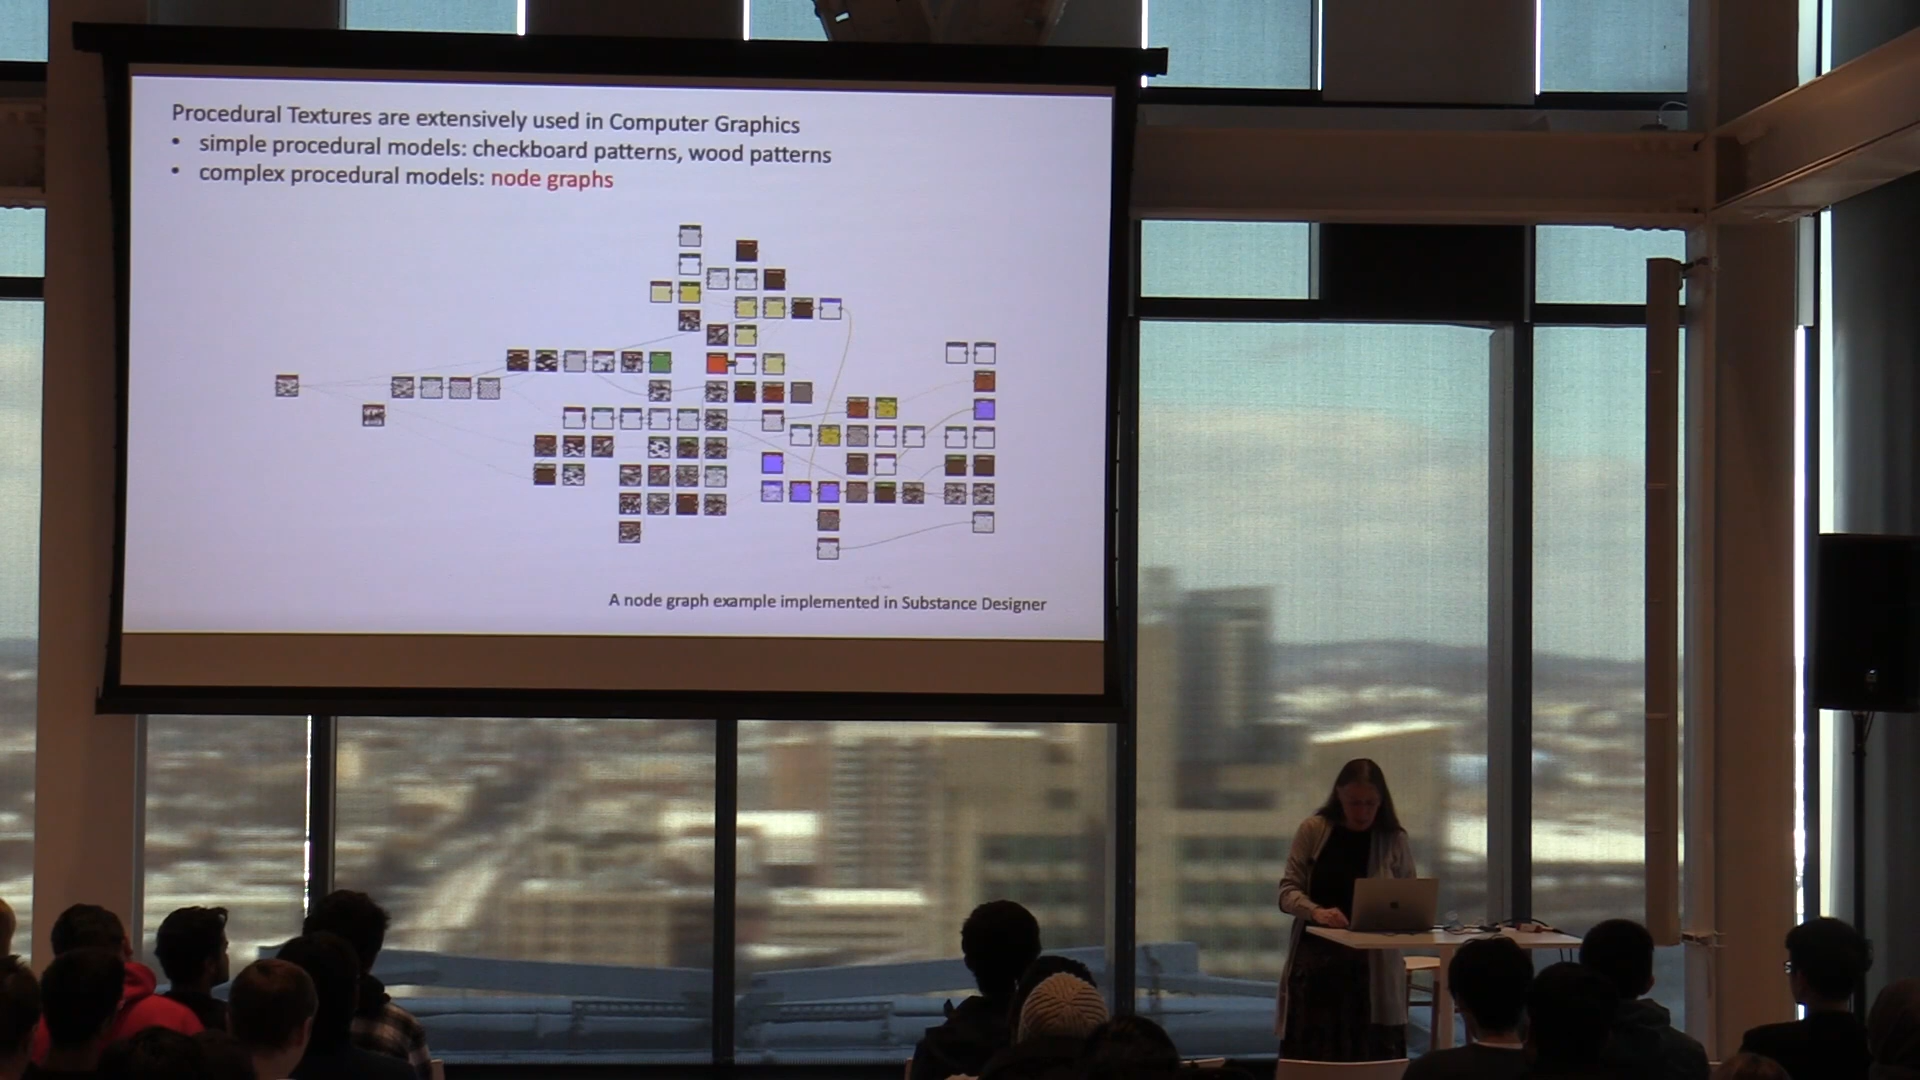 Procedural Textures are extensively used in Computer Graphics
• simple procedural models: checkboard patterns, wood patterns
• complex procedural models: node graphs
A node graph example implemented in Substance Designer